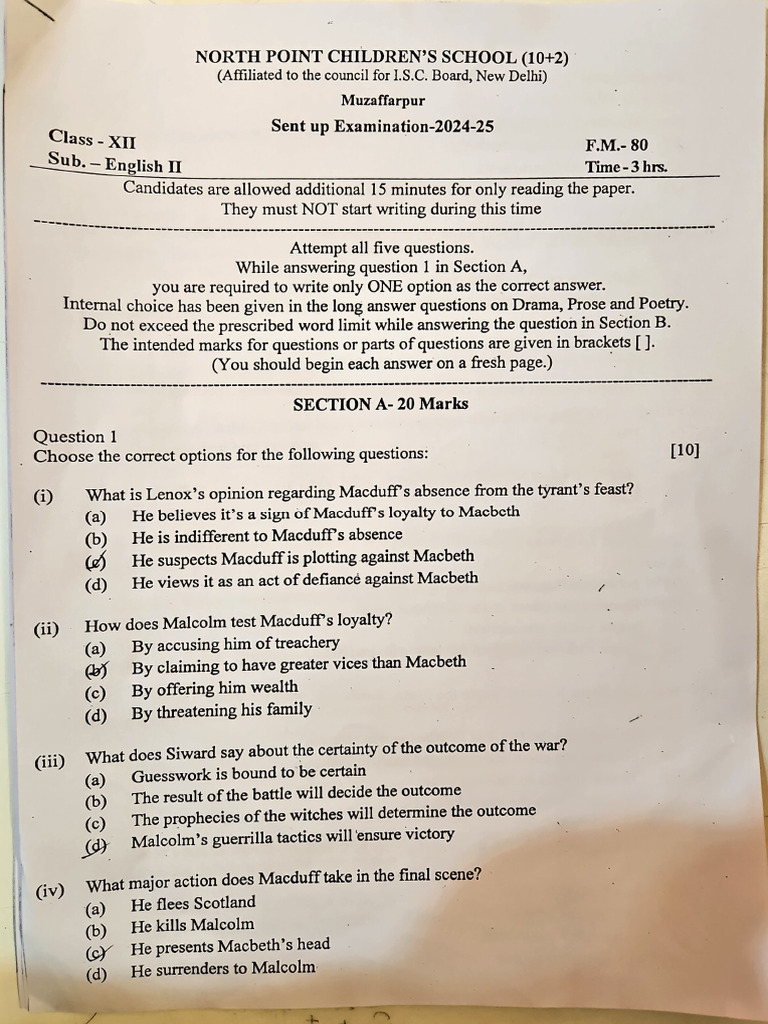 NORTH POINT CHILDREN'S SCHOOL (10+2)
(Affiliated to the council for I.S.C. Board, New Delhi)
Muzaffarpur
Sent up Examination-2024-25
Class - XII
F.M.- 80
Sub. – English II
Time - 3 hrs.
Candidates are allowed additional 15 minutes for only reading the paper.
They must NOT start writing during this time
Attempt all five questions.
While answering question 1 in Section A,
you are required to write only ONE option as the correct answer.
Internal choice has been given in the long answer questions on Drama, Prose and Poetry.
Do not exceed the prescribed word limit while answering the question in Section B.
The intended marks for questions or parts of questions are given in brackets [ ].
(You should begin each answer on a fresh page.)
SECTION A- 20 Marks
Question 1
Choose the correct options for the following questions: [10]
(i) What is Lenox's opinion regarding Macduff's absence from the tyrant's feast?
(a) He believes it's a sign of Macduff's loyalty to Macbeth
(b) He is indifferent to Macduff's absence
(c) He suspects Macduff is plotting against Macbeth
(d) He views it as an act of defiance against Macbeth
(ii) How does Malcolm test Macduff's loyalty?
(a) By accusing him of treachery
(b) By claiming to have greater vices than Macbeth
(c) By offering him wealth
(d) By threatening his family
(iii) What does Siward say about the certainty of the outcome of the war?
(a) Guesswork is bound to be certain
(b) The result of the battle will decide the outcome
(c) The prophecies of the witches will determine the outcome
(d) Malcolm's guerrilla tactics will ensure victory
(iv) What major action does Macduff take in the final scene?
(a) He flees Scotland
(b) He kills Malcolm
(c) He presents Macbeth's head
(d) He surrenders to Malcolm